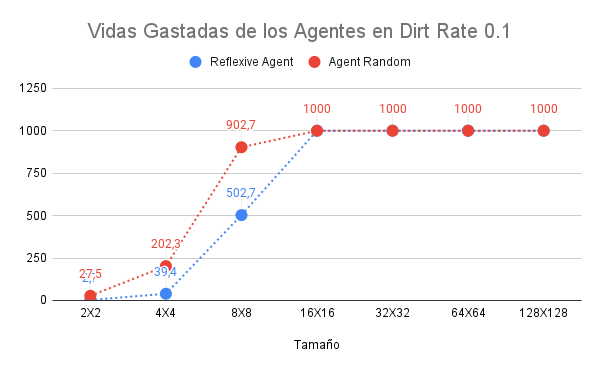 Vidas Gastadas de los Agentes en Dirt Rate 0.1
Reflexive Agent
Agent Random
1250
1000
750
500
250
0
27,5
202,3
39,4
902,7
502,7
1000
1000
1000
1000
2X2
4X4
8X8
16X16
32X32
64X64
128X128
Tamaño